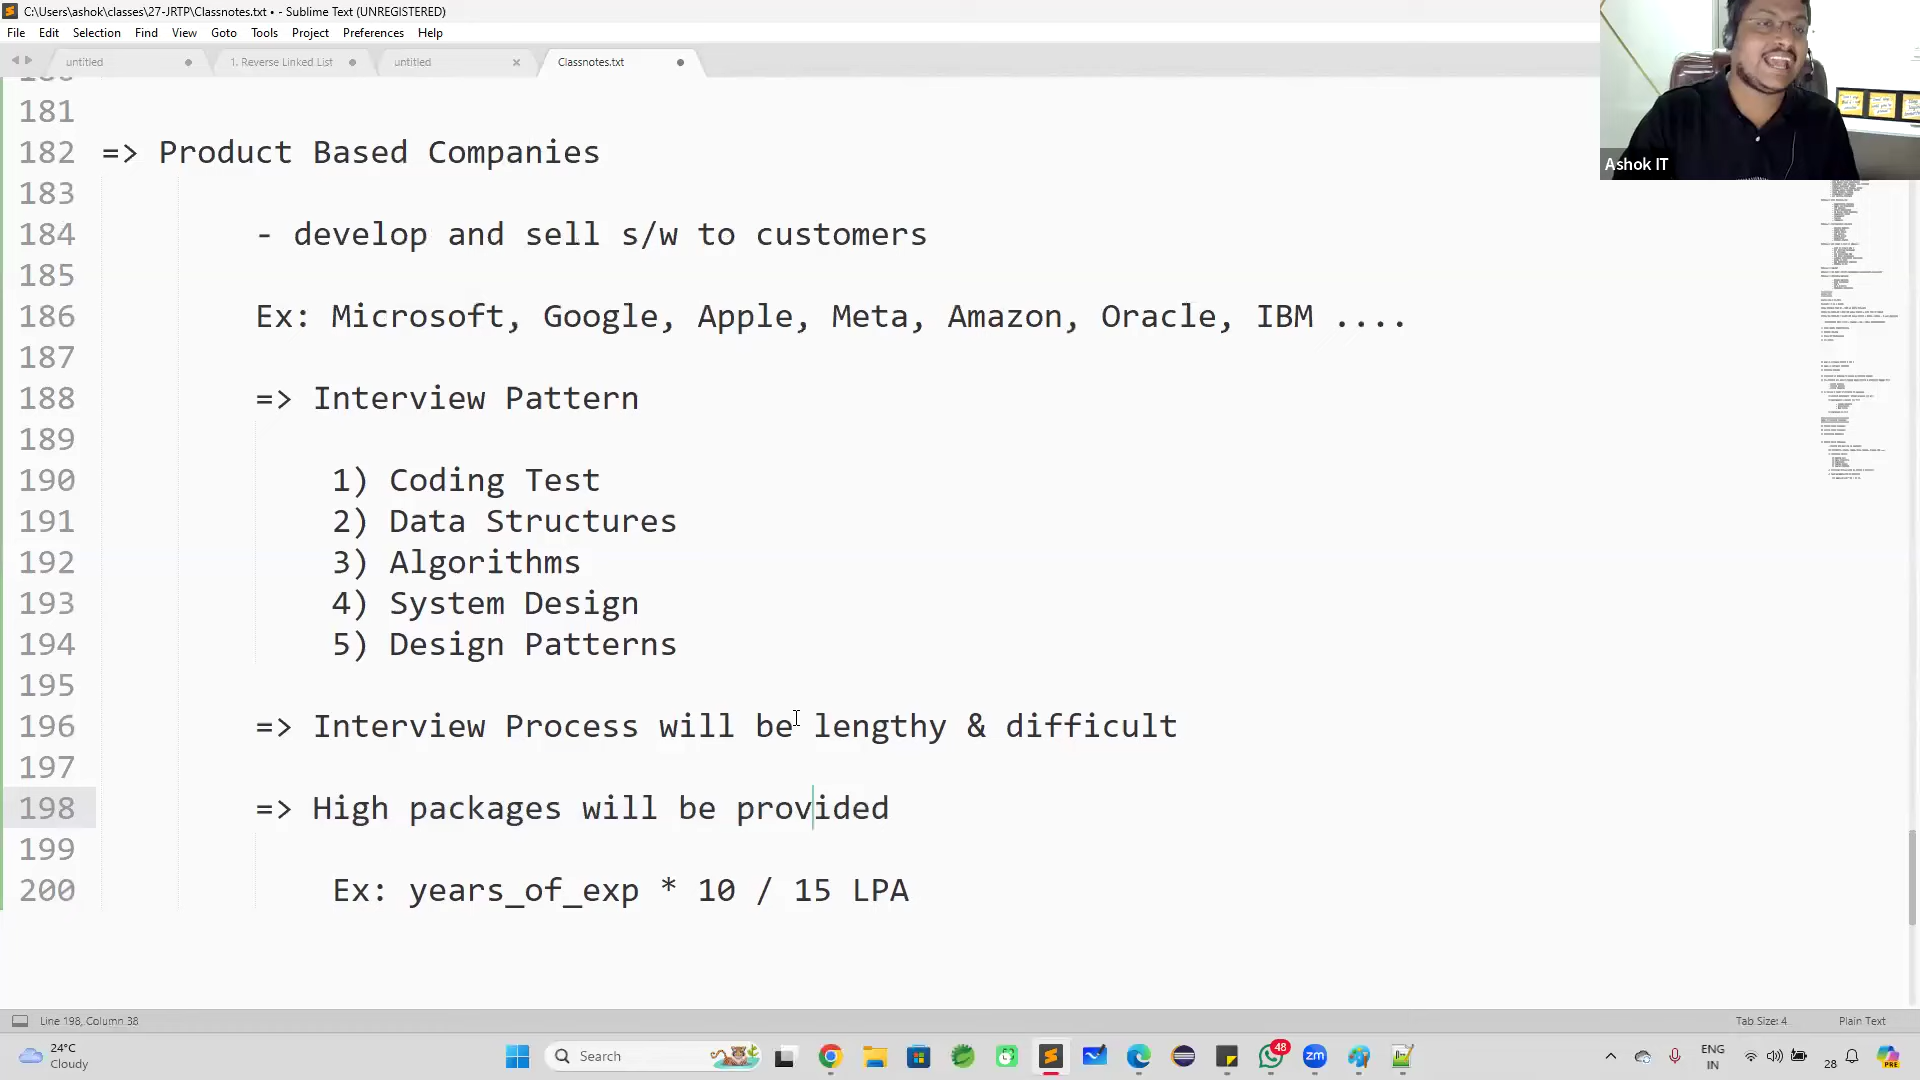 C:\Users\ashok\classes\27-JRTP\Classnotes.txt • - Sublime Text (UNREGISTERED)
File Edit Selection Find View Goto Tools Project Preferences Help
untitled 1. Reverse Linked List untitled Classnotes.txt
Ashok IT
181
182 => Product Based Companies
183
184 - develop and sell s/w to customers
185
186 Ex: Microsoft, Google, Apple, Meta, Amazon, Oracle, IBM ....
187
188 => Interview Pattern
189
190 1) Coding Test
191 2) Data Structures
192 3) Algorithms
193 4) System Design
194 5) Design Patterns
195
196 => Interview Process will be lengthy & difficult
197
198 => High packages will be provided
199
200 Ex: years_of_exp * 10 / 15 LPA
Line 198, Column 38 Tab Size: 4 Plain Text
24°C
Cloudy
Search
48
zm
ENG
IN
28
PRE